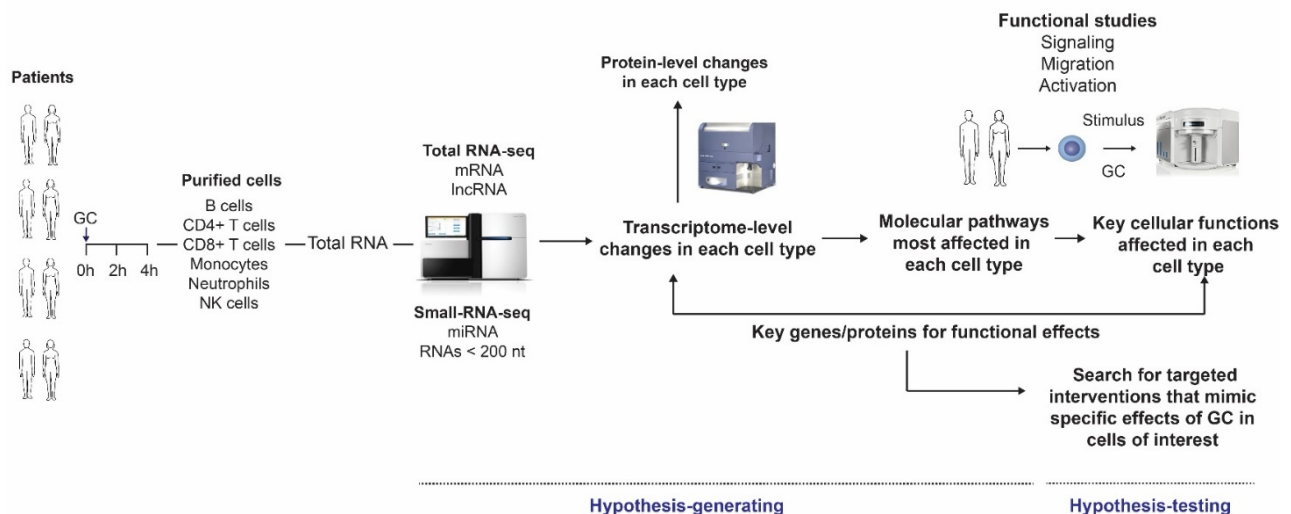 Patients
GC
0h 2h 4h
Purified cells
B cells
CD4+ T cells
CD8+ T cells
Monocytes
Neutrophils
NK cells
Total RNA
Total RNA-seq
mRNA
lncRNA
Small-RNA-seq
miRNA
RNAs < 200 nt
Protein-level changes
in each cell type
Transcriptome-level
changes in each cell type
Molecular pathways
most affected in
each cell type
Functional studies
Signaling
Migration
Activation
Stimulus
GC
Key cellular functions
affected in each
cell type
Key genes/proteins for functional effects
Search for targeted
interventions that mimic
specific effects of GC in
cells of interest
Hypothesis-generating
Hypothesis-testing